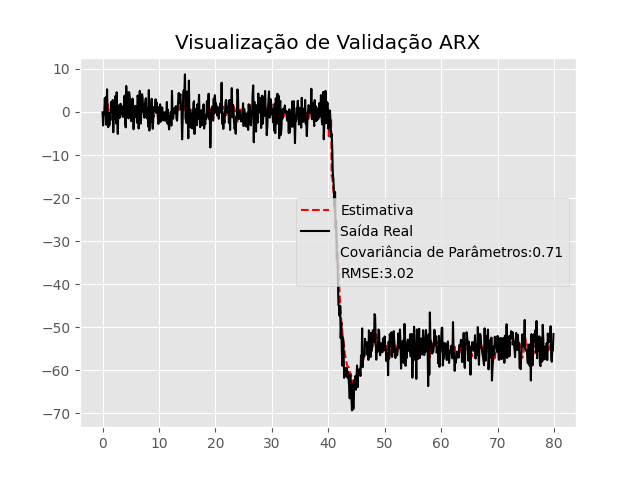 Visualização de Validação ARX
10
0
−10
−20
−30
−40
−50
−60
−70
Estimativa
Saída Real
Covariância de Parâmetros:0.71
RMSE:3.02
0 10 20 30 40 50 60 70 80